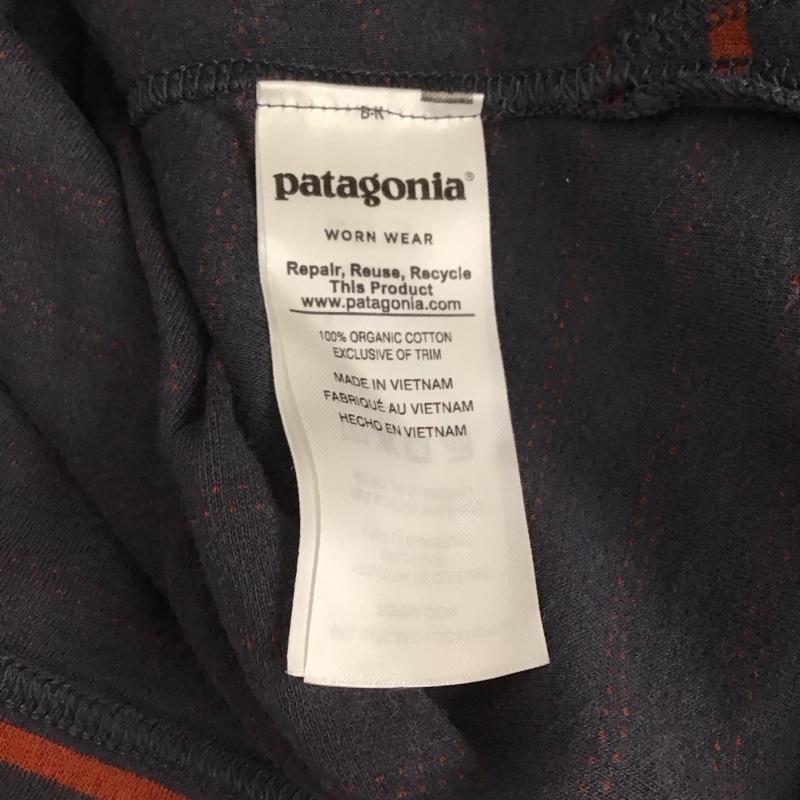 patagonia®
WORN WEAR
Repair, Reuse, Recycle
This Product
www.patagonia.com
100% ORGANIC COTTON
EXCLUSIVE OF TRIM
MADE IN VIETNAM
FABRIQUÉ AU VIETNAM
HECHO EN VIETNAM